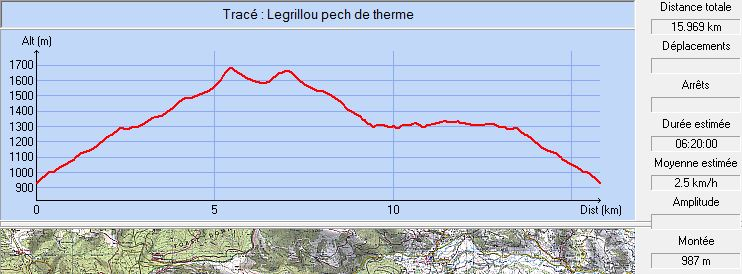 Tracé : Legrillou pech de therme
Alt (m)
1700
1600
1500
1400
1300
1200
1100
1000
900
0
5
10
Dist (km)
Distance totale
15.969 km
Déplacements
Arrêts
Durée estimée
06:20:00
Moyenne estimée
2.5 km/h
Amplitude
Montée
987 m